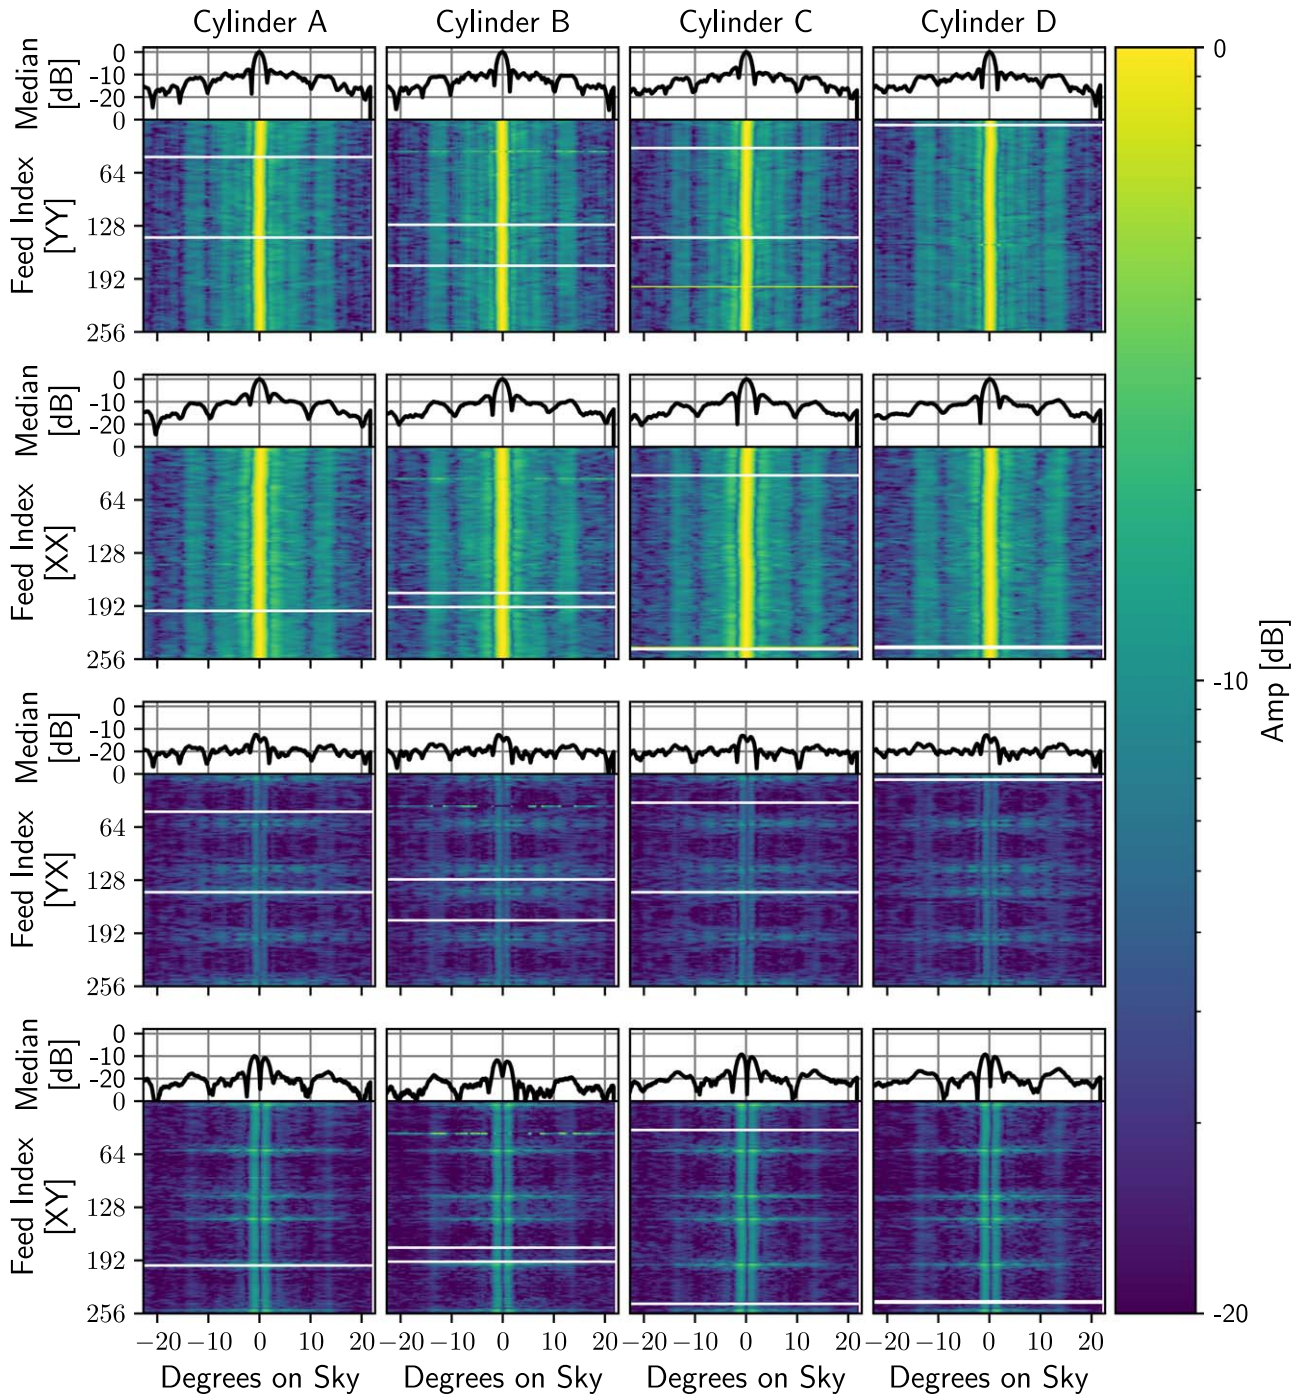 Cylinder A Cylinder B Cylinder C Cylinder D
Median
[dB]
0
-10
-20
Feed Index
[YY]
0
64
128
192
256
Median
[dB]
0
-10
-20
Feed Index
[XX]
0
64
128
192
256
Median
[dB]
0
-10
-20
Feed Index
[YX]
0
64
128
192
256
Median
[dB]
0
-10
-20
Feed Index
[XY]
0
64
128
192
256
−20 −10 0 10 20 −20 −10 0 10 20 −20 −10 0 10 20 −20 −10 0 10 20
Degrees on Sky Degrees on Sky Degrees on Sky Degrees on Sky
0
-10
-20
Amp [dB]